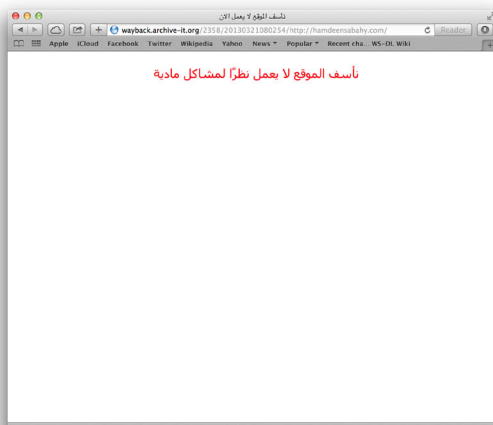 نأسف الموقع لا يعمل الان
wayback.archive-it.org/2358/20130321080254/http://hamdeensabahy.com/
Reader
Apple iCloud Facebook Twitter Wikipedia Yahoo News Popular Recent cha... WS-DL Wiki
نأسف الموقع لا يعمل نظرًا لمشاكل مادية